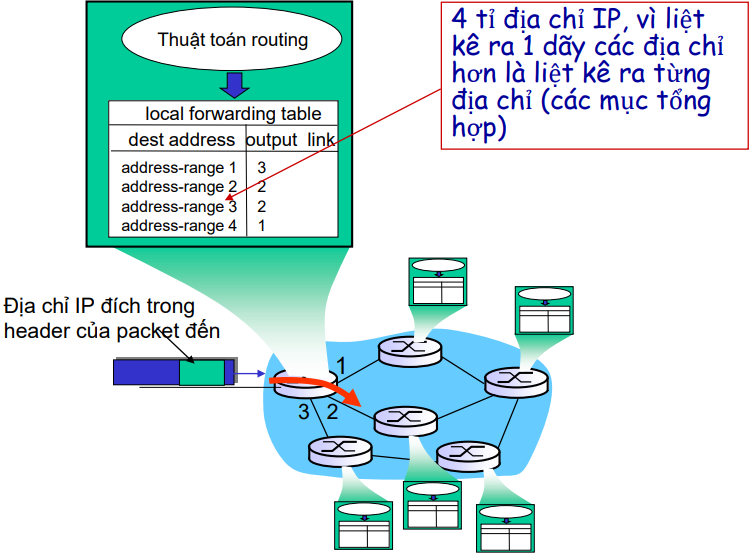 Thuật toán routing
4 tỉ địa chỉ IP, vì liệt
kê ra 1 dãy các địa chỉ
hơn là liệt kê ra từng
địa chỉ (các mục tổng
hợp)
local forwarding table
dest address output link
address-range 1 3
address-range 2 2
address-range 3 2
address-range 4 1
Địa chỉ IP đích trong
header của packet đến
1
3 2